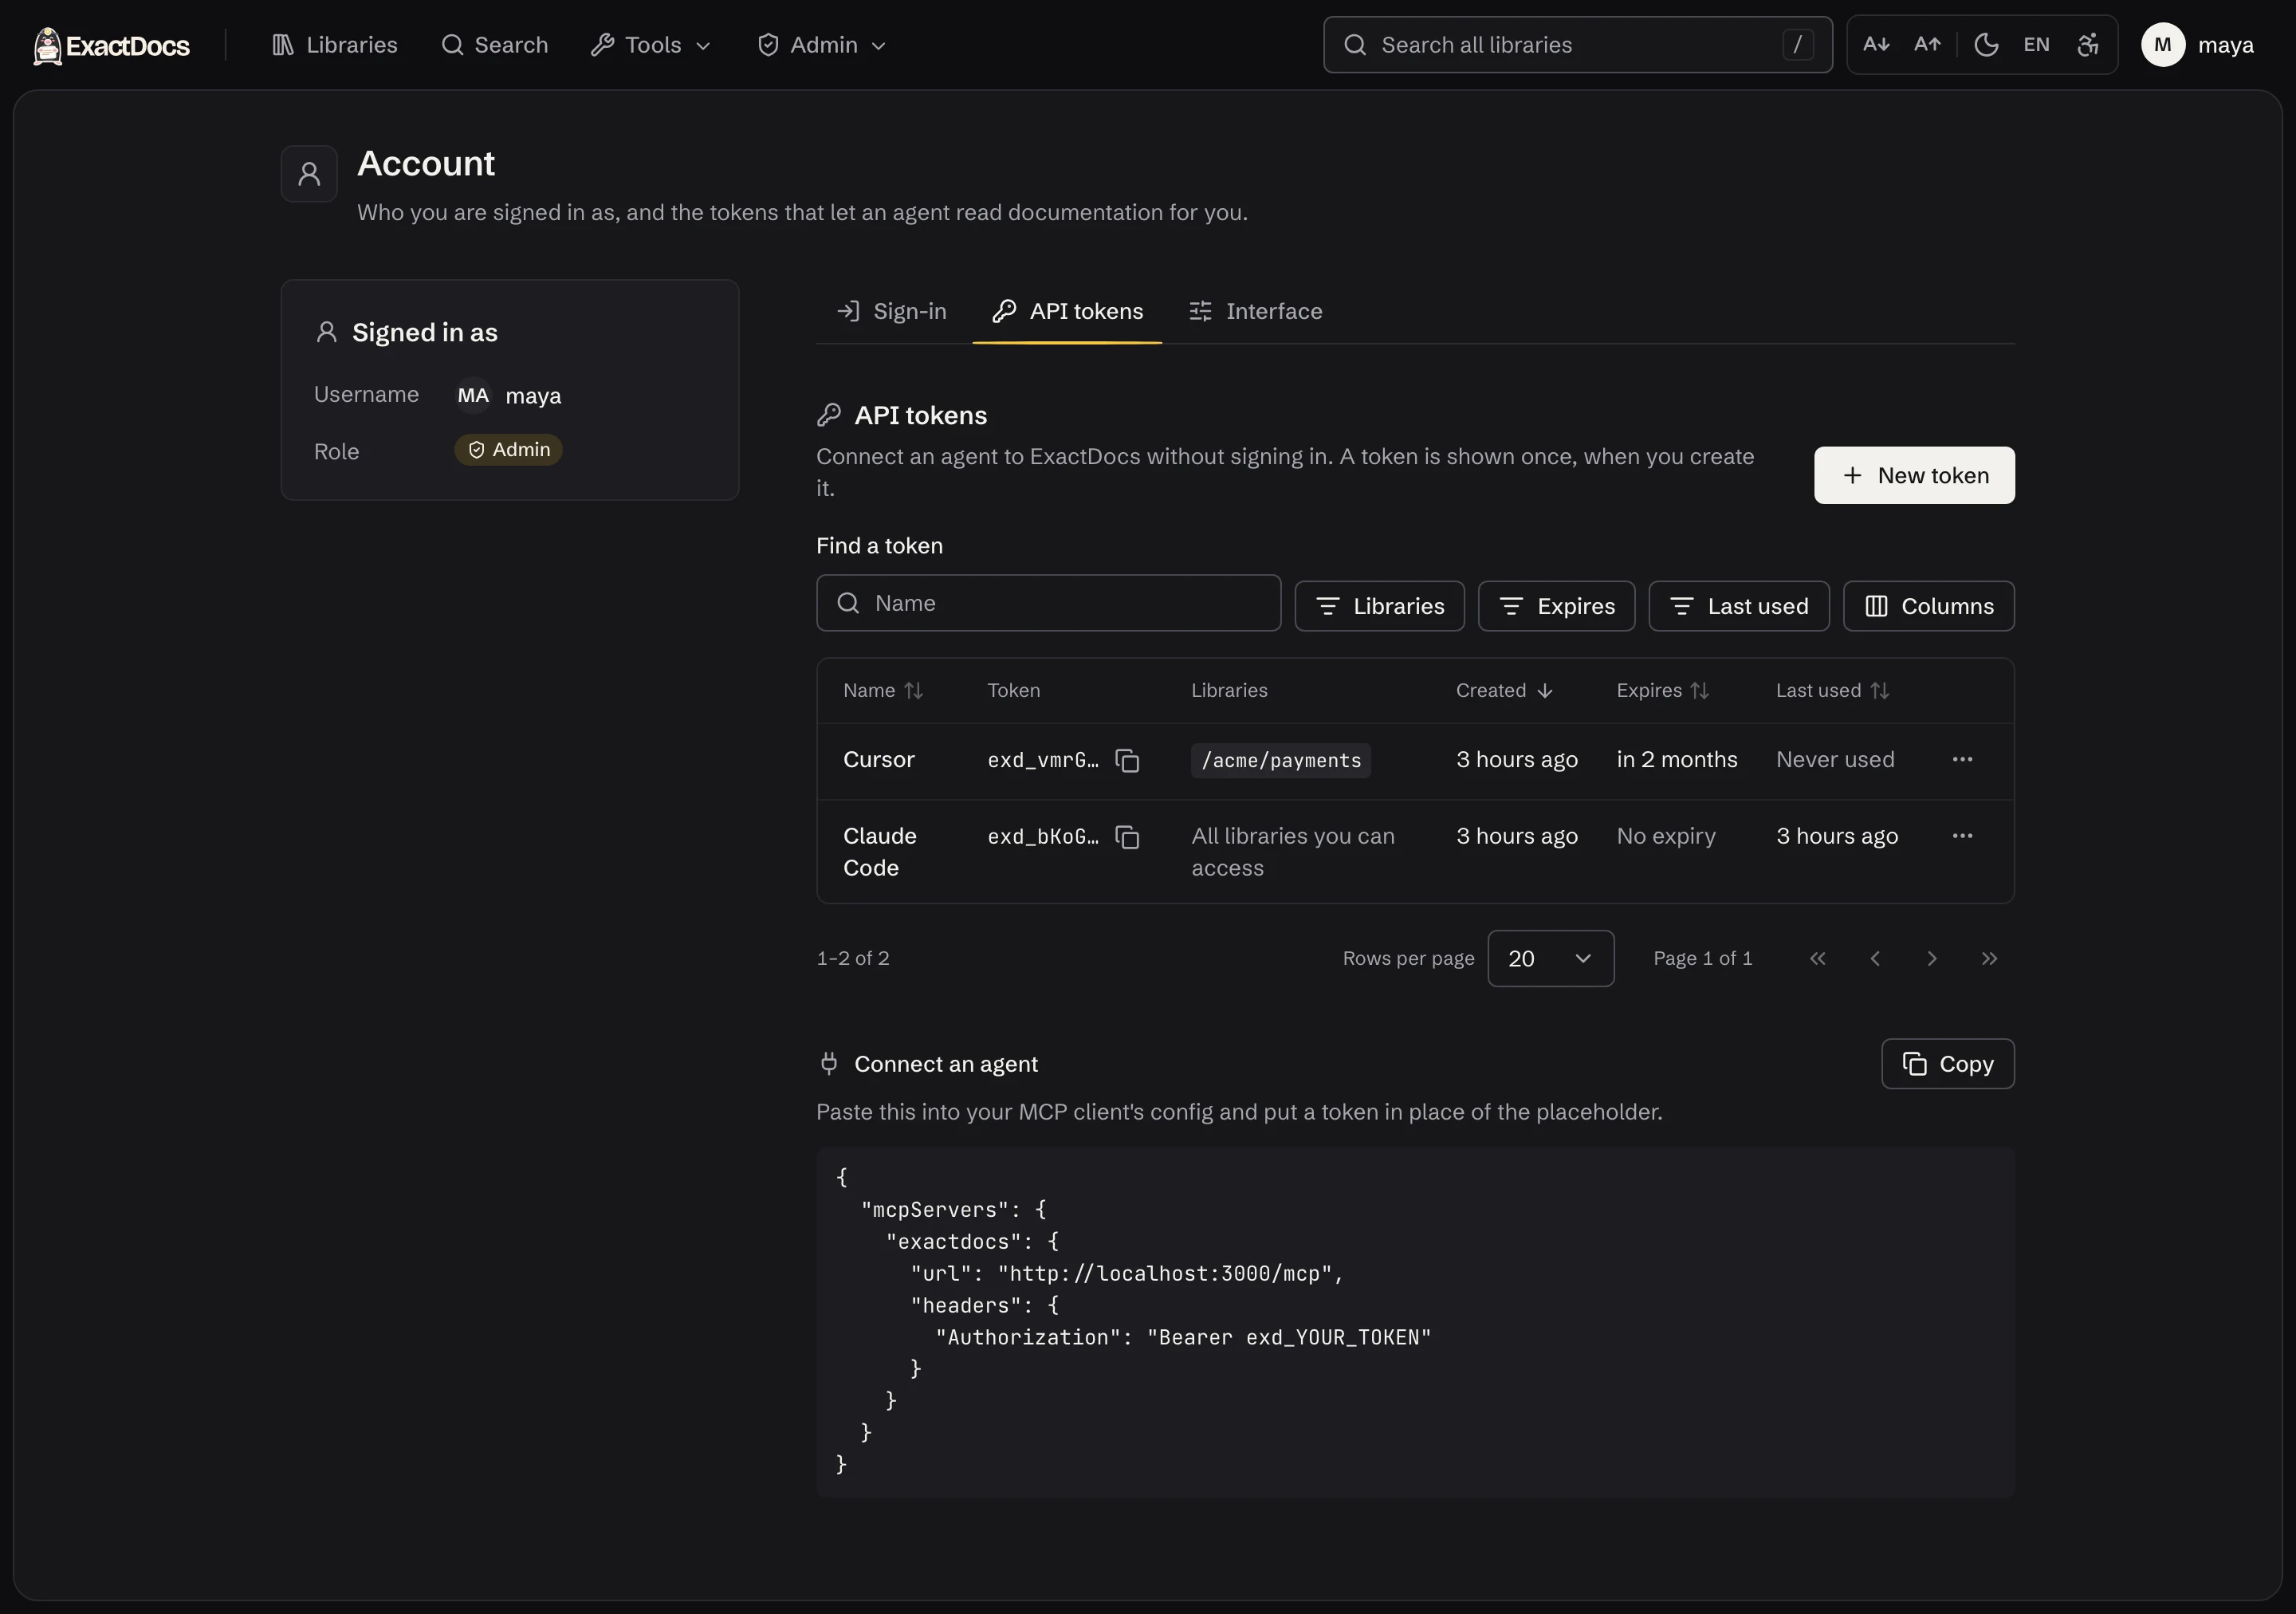 ExactDocs
Libraries
Search
Tools
Admin
Search all libraries
/
A
A
EN
M
maya
Account
Who you are signed in as, and the tokens that let an agent read documentation for you.
Signed in as
Username
MA
maya
Role
Admin
Sign-in
API tokens
Interface
API tokens
Connect an agent to ExactDocs without signing in. A token is shown once, when you create
it.
New token
Find a token
Name
Libraries
Expires
Last used
Columns
Name
Token
Libraries
Created
Expires
Last used
Cursor
exd_vmrG…
/acme/payments
3 hours ago
in 2 months
Never used
Claude
Code
exd_bKoG…
All libraries you can
access
3 hours ago
No expiry
3 hours ago
1–2 of 2
Rows per page
20
Page 1 of 1
Connect an agent
Copy
Paste this into your MCP client's config and put a token in place of the placeholder.
{
  "mcpServers": {
    "exactdocs": {
      "url": "http://localhost:3000/mcp",
      "headers": {
        "Authorization": "Bearer exd_YOUR_TOKEN"
      }
    }
  }
}